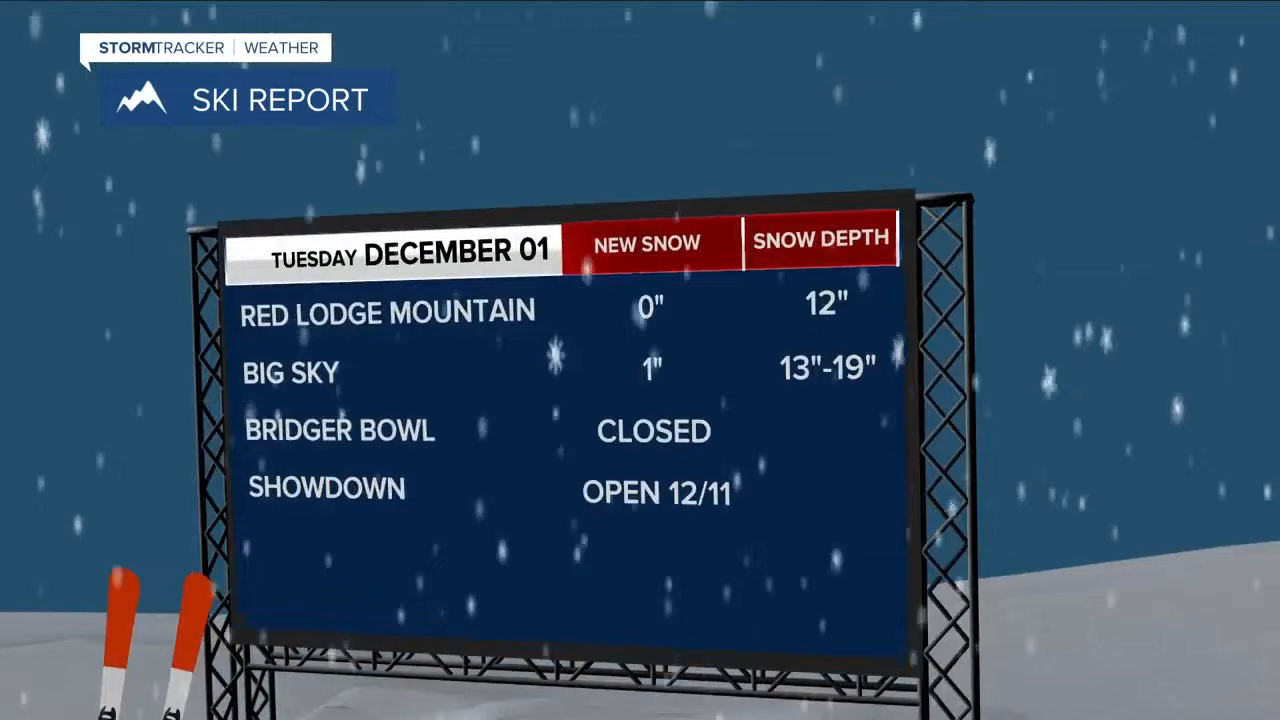 STORMTRACKER | WEATHER
SKI REPORT
TUESDAY DECEMBER 01 NEW SNOW SNOW DEPTH
RED LODGE MOUNTAIN 0" 12"
BIG SKY 1" 13"-19"
BRIDGER BOWL CLOSED
SHOWDOWN OPEN 12/11